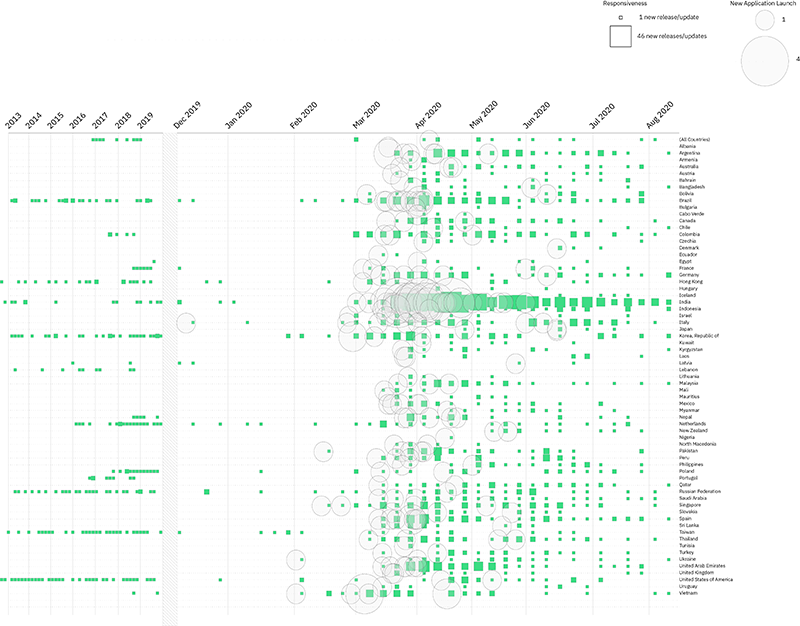 Responsiveness
1 new release/update
46 new releases/updates
New Application Launch
1
4
2013
2014
2015
2016
2017
2018
2019
Dec 2019
Jan 2020
Feb 2020
Mar 2020
Apr 2020
May 2020
Jun 2020
Jul 2020
Aug 2020
(All Countries)
Albania
Argentina
Armenia
Australia
Austria
Bahrain
Bangladesh
Bolivia
Brazil
Bulgaria
Cabo Verde
Canada
Chile
Colombia
Czechia
Denmark
Ecuador
Egypt
France
Germany
Hong Kong
Hungary
Iceland
India
Indonesia
Israel
Italy
Japan
Korea, Republic of
Kuwait
Kyrgyzstan
Laos
Latvia
Lebanon
Lithuania
Malaysia
Mali
Mauritius
Mexico
Myanmar
Nepal
Netherlands
New Zealand
Nigeria
North Macedonia
Pakistan
Peru
Philippines
Poland
Portugal
Qatar
Russian Federation
Saudi Arabia
Singapore
Slovakia
Spain
Sri Lanka
Taiwan
Thailand
Tunisia
Turkey
Ukraine
United Arab Emirates
United Kingdom
United States of America
Uruguay
Vietnam